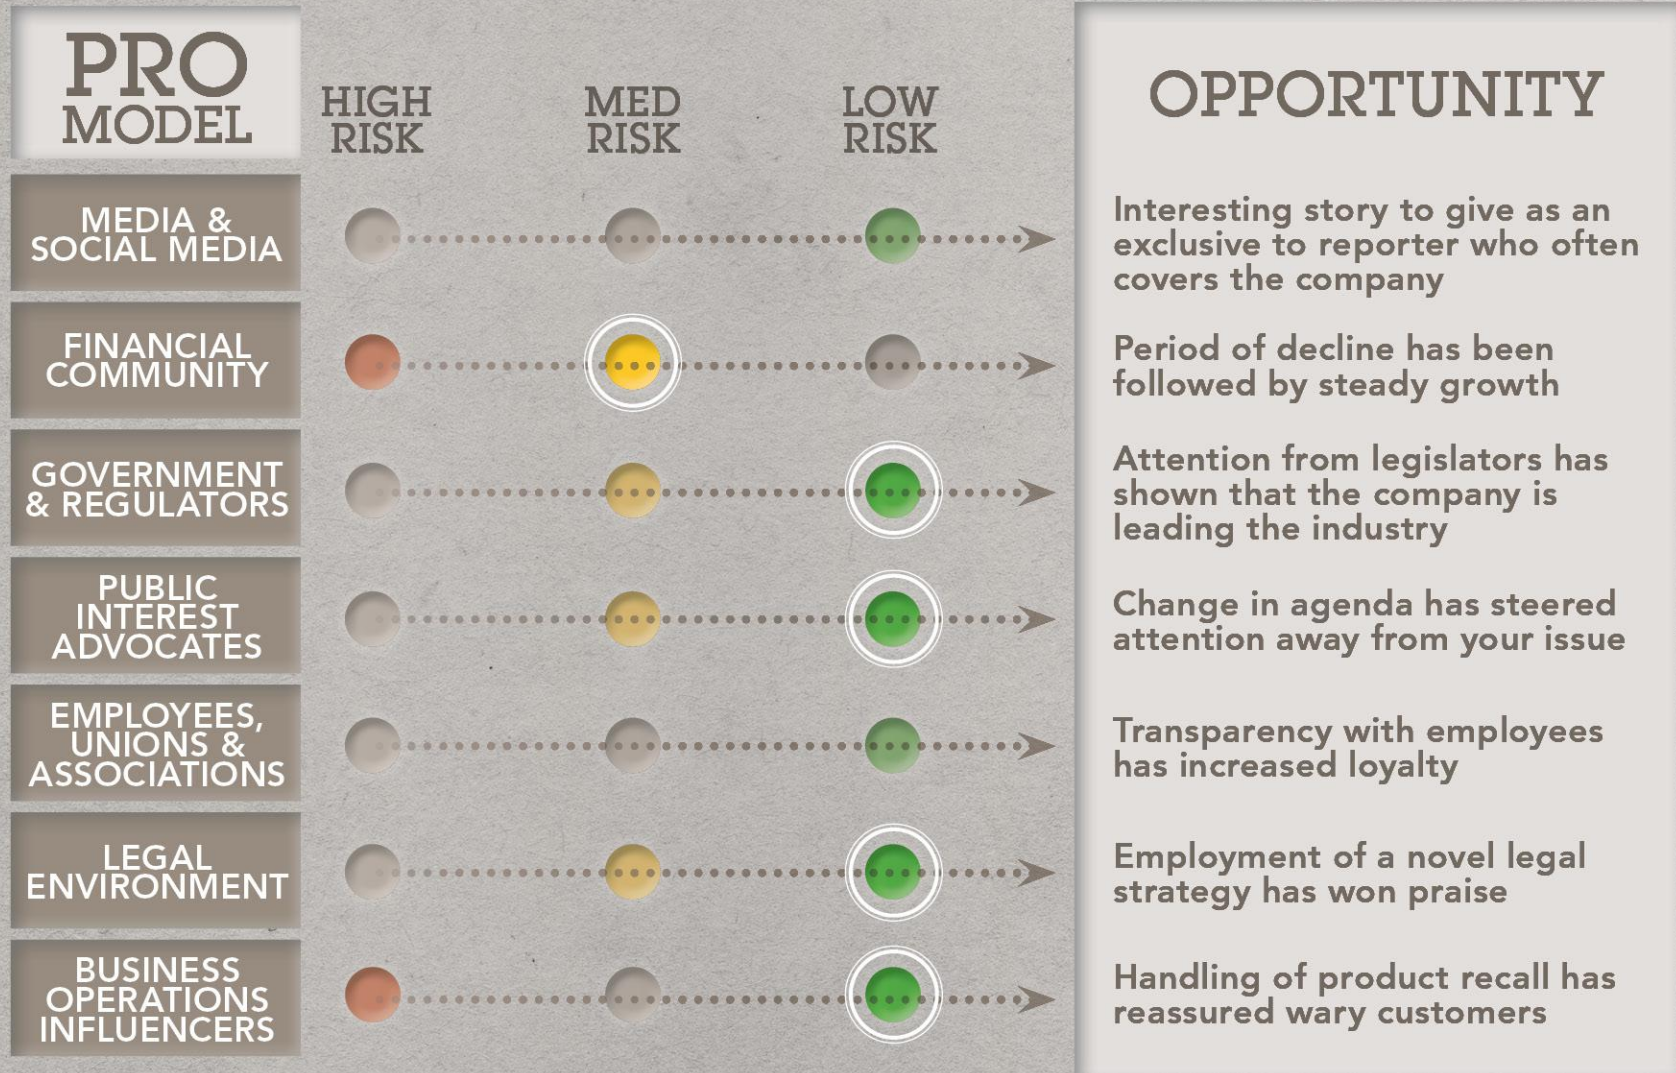 PRO
MODEL
HIGH
RISK
MED
RISK
LOW
RISK
OPPORTUNITY
MEDIA &
SOCIAL MEDIA
Interesting story to give as an
exclusive to reporter who often
covers the company
FINANCIAL
COMMUNITY
Period of decline has been
followed by steady growth
GOVERNMENT
& REGULATORS
Attention from legislators has
shown that the company is
leading the industry
PUBLIC
INTEREST
ADVOCATES
Change in agenda has steered
attention away from your issue
EMPLOYEES,
UNIONS &
ASSOCIATIONS
Transparency with employees
has increased loyalty
LEGAL
ENVIRONMENT
Employment of a novel legal
strategy has won praise
BUSINESS
OPERATIONS
INFLUENCERS
Handling of product recall has
reassured wary customers